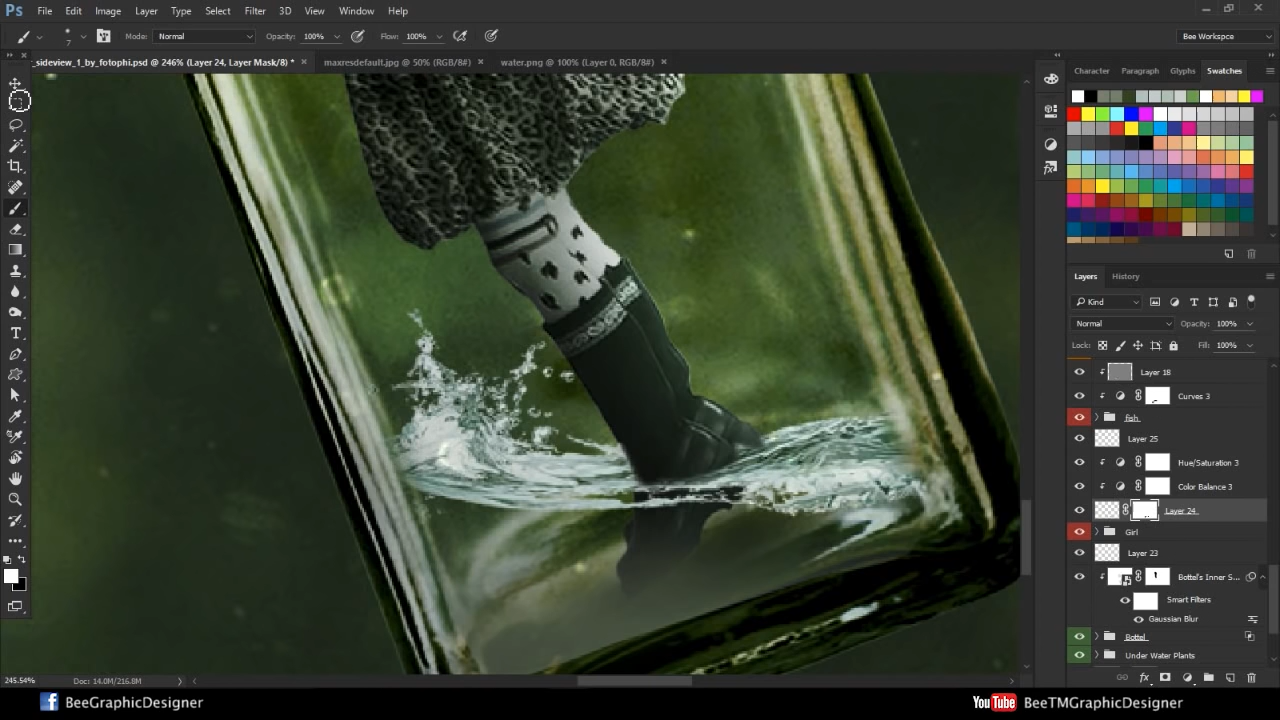 Ps File Edit Image Layer Type Select Filter 3D View Window Help
7 Mode: Normal Opacity: 100% Flow: 100% Bee Workspce
_sideview_1_by_fotophi.psd @ 246% (Layer 24, Layer Mask/8) * × maxresdefault.jpg @ 50% (RGB/8#) × water.png @ 100% (Layer 0, RGB/8#) ×
Character Paragraph Glyphs Swatches
Layers History
Kind
Normal Opacity: 100%
Lock: Fill: 100%
Layer 18
Curves 3
fish
Layer 25
Hue/Saturation 3
Color Balance 3
Layer 24
Girl
Layer 23
Bottel's Inner S...
Smart Filters
Gaussian Blur
Bottel
Under Water Plants
fx
245.54% Doc: 14.0M/216.8M
f BeeGraphicDesigner YouTube BeeTMGraphicDesigner